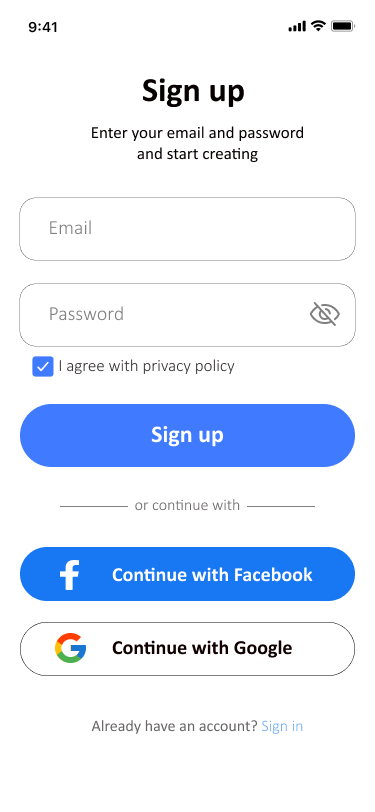 9:41
Sign up
Enter your email and password
and start creating
Email
Password
I agree with privacy policy
Sign up
or continue with
Continue with Facebook
Continue with Google
Already have an account? Sign in